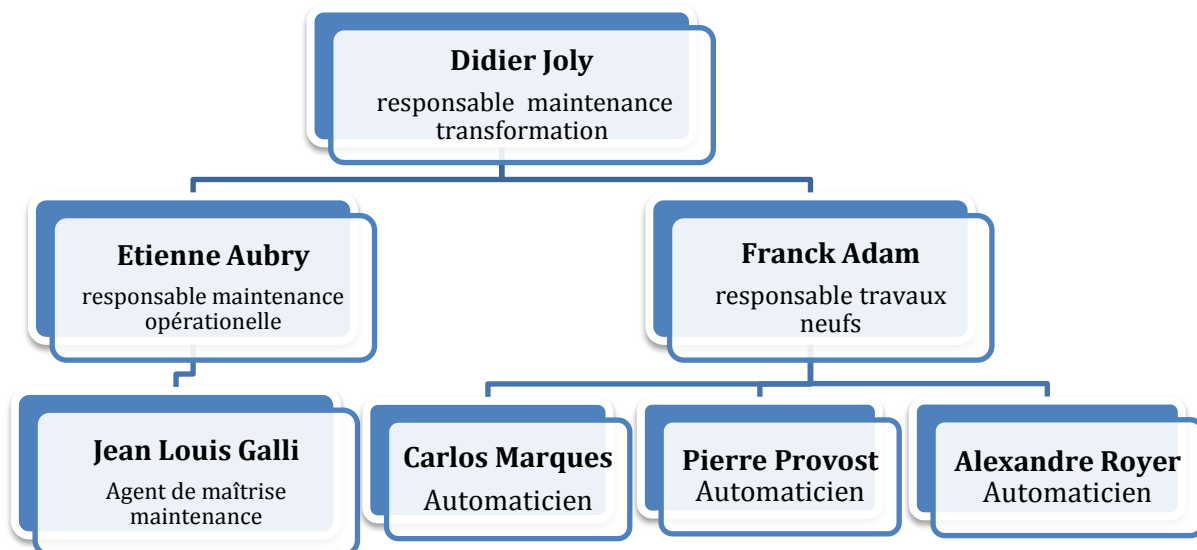 Didier Joly
responsable maintenance
transformation
Etienne Aubry
responsable maintenance
opérationelle
Franck Adam
responsable travaux
neufs
Jean Louis Galli
Agent de maîtrise
maintenance
Carlos Marques
Automaticien
Pierre Provost
Automaticien
Alexandre Royer
Automaticien